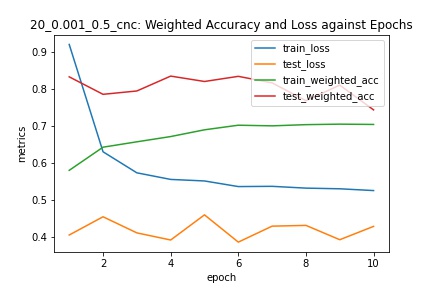 20_0.001_0.5_cnc: Weighted Accuracy and Loss against Epochs
train_loss
test_loss
train_weighted_acc
test_weighted_acc
metrics
0.9
0.8
0.7
0.6
0.5
0.4
2 4 6 8 10
epoch